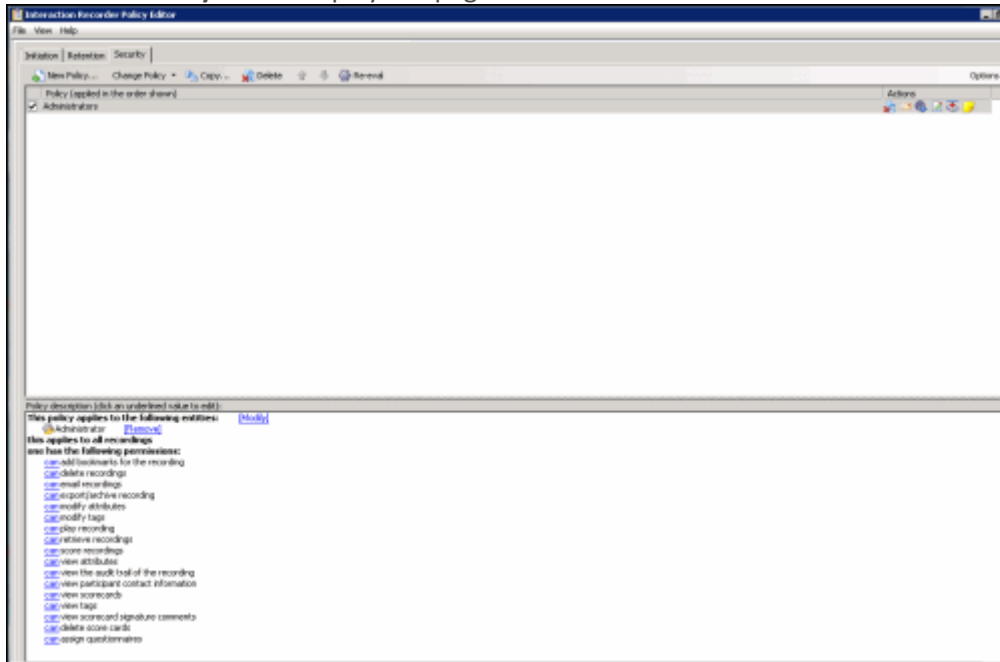 Interaction Recorder Policy Editor
File View Help
Initiation Retention Security
New Policy... Change Policy Copy... Delete Re-eval Options
Policy (applied in the order shown) Actions
Administrators
Policy description (click an underlined value to edit):
This policy applies to the following entities: [Modify]
Administrator [Remove]
this applies to all recordings
one has the following permissions:
can add bookmarks for the recording
can delete recordings
can email recordings
can export/archive recording
can modify attributes
can modify tags
can play recording
can retrieve recordings
can score recordings
can view attributes
can view the audit trail of the recording
can view participant contact information
can view scorecards
can view tags
can view scorecard signature comments
can delete score cards
can assign questionnaires